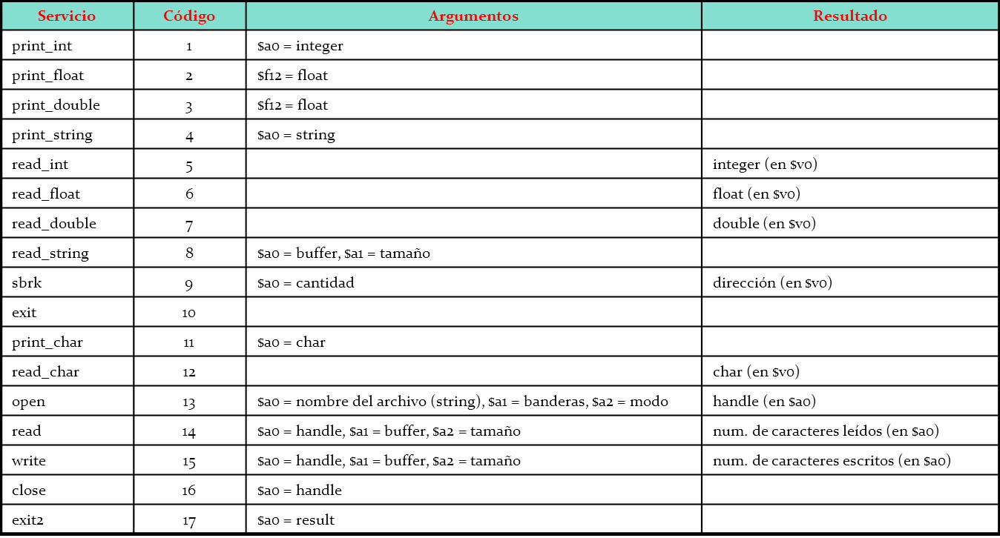 Servicio Código Argumentos Resultado
print_int 1 $a0 = integer
print_float 2 $f12 = float
print_double 3 $f12 = float
print_string 4 $a0 = string
read_int 5 integer (en $v0)
read_float 6 float (en $v0)
read_double 7 double (en $v0)
read_string 8 $a0 = buffer, $a1 = tamaño
sbrk 9 $a0 = cantidad dirección (en $v0)
exit 10
print_char 11 $a0 = char
read_char 12 char (en $v0)
open 13 $a0 = nombre del archivo (string), $a1 = banderas, $a2 = modo handle (en $a0)
read 14 $a0 = handle, $a1 = buffer, $a2 = tamaño num. de caracteres leídos (en $a0)
write 15 $a0 = handle, $a1 = buffer, $a2 = tamaño num. de caracteres escritos (en $a0)
close 16 $a0 = handle
exit2 17 $a0 = result